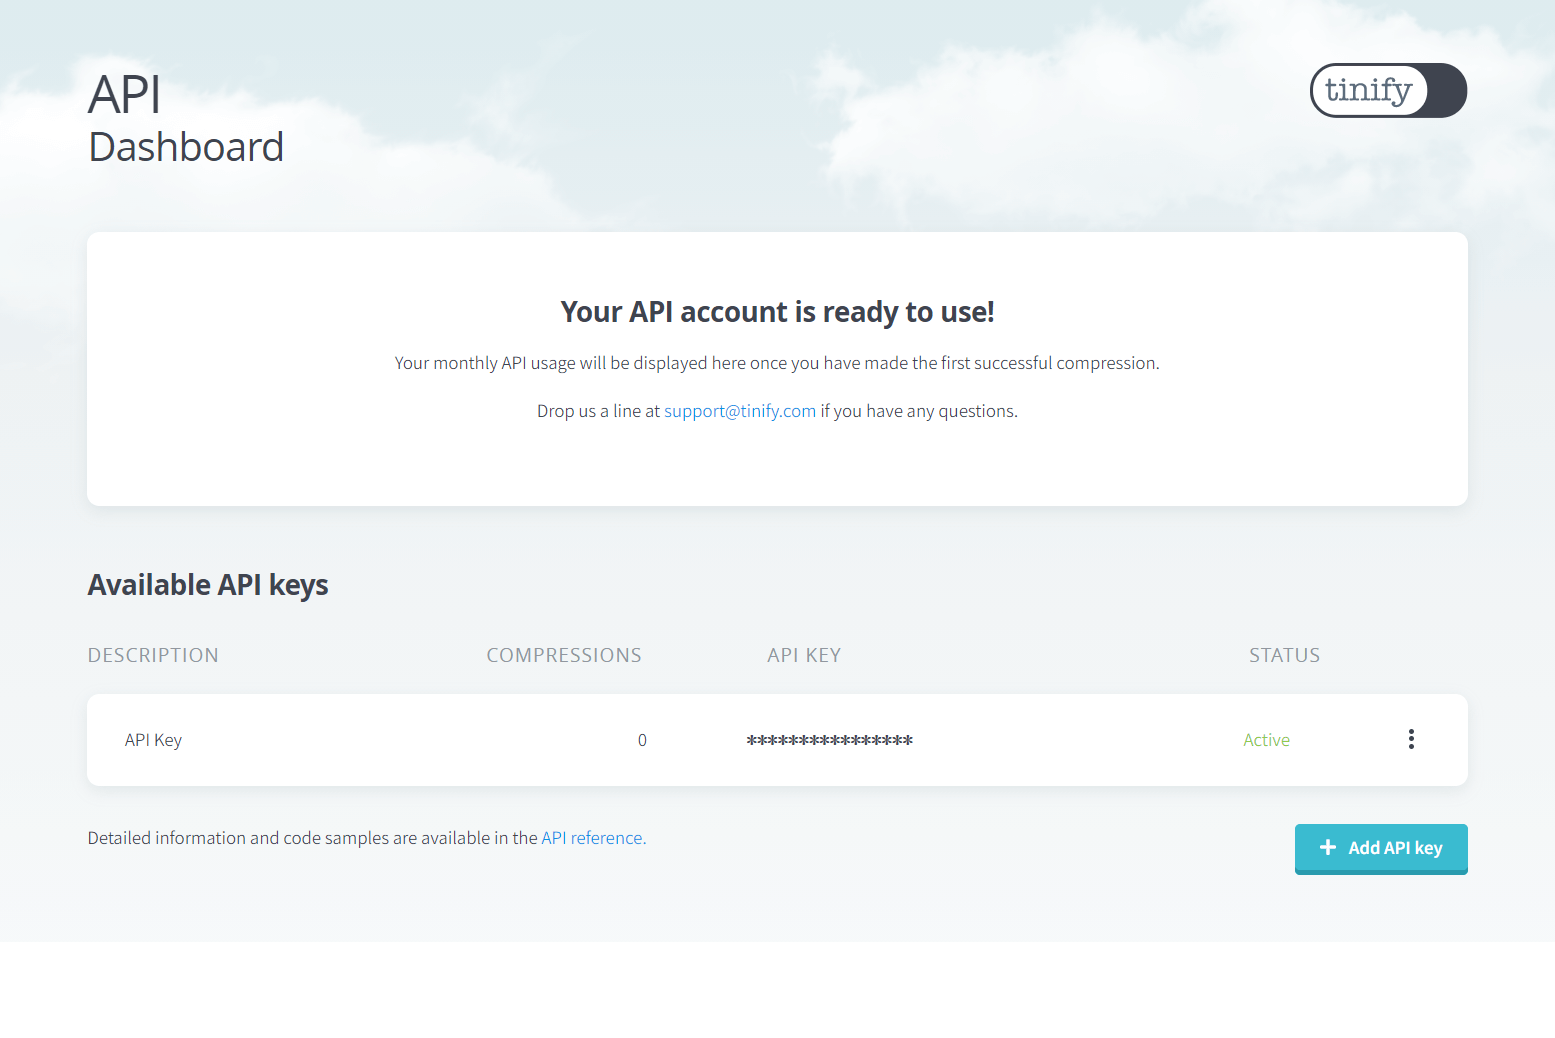 API
Dashboard
tinify
Your API account is ready to use!
Your monthly API usage will be displayed here once you have made the first successful compression.
Drop us a line at support@tinify.com if you have any questions.
Available API keys
DESCRIPTION COMPRESSIONS API KEY STATUS
API Key 0 **************** Active
Detailed information and code samples are available in the API reference.
+ Add API key